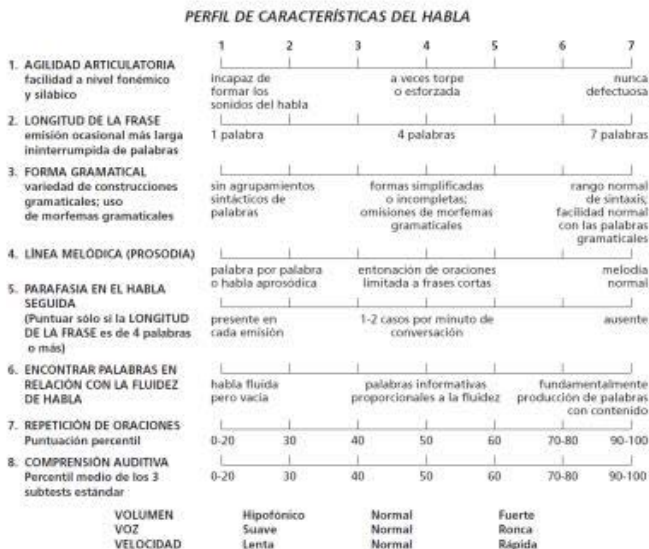 PERFIL DE CARACTERÍSTICAS DEL HABLA
1 2 3 4 5 6 7
1. AGILIDAD ARTICULATORIA
facilidad a nivel fonémico
y silábico
incapaz de
formar los
sonidos del habla
a veces torpe
o esforzada
nunca
defectuosa
2. LONGITUD DE LA FRASE
emisión ocasional más larga
ininterrumpida de palabras
1 palabra 4 palabras 7 palabras
3. FORMA GRAMATICAL
variedad de construcciones
gramaticales; uso
de morfemas gramaticales
sin agrupamientos
sintácticos de
palabras
formas simplificadas
o incompletas;
omisiones de morfemas
gramaticales
rango normal
de sintaxis;
facilidad normal
con las palabras
gramaticales
4. LÍNEA MELÓDICA (PROSODIA)
palabra por palabra
o habla aprosódica
entonación de oraciones
limitada a frases cortas
melodía
normal
5. PARAFASIA EN EL HABLA
SEGUIDA
(Puntuar sólo si la LONGITUD
DE LA FRASE es de 4 palabras
o más)
presente en
cada emisión
1-2 casos por minuto de
conversación
ausente
6. ENCONTRAR PALABRAS EN
RELACIÓN CON LA FLUIDEZ
DE HABLA
habla fluida
pero vacía
palabras informativas
proporcionales a la fluidez
fundamentalmente
producción de palabras
con contenido
7. REPETICIÓN DE ORACIONES
Puntuación percentil
0-20 30 40 50 60 70-80 90-100
8. COMPRENSIÓN AUDITIVA
Percentil medio de los 3
subtests estándar
0-20 30 40 50 60 70-80 90-100
VOLUMEN Hipofónico Normal Fuerte
VOZ Suave Normal Ronca
VELOCIDAD Lenta Normal Rápida